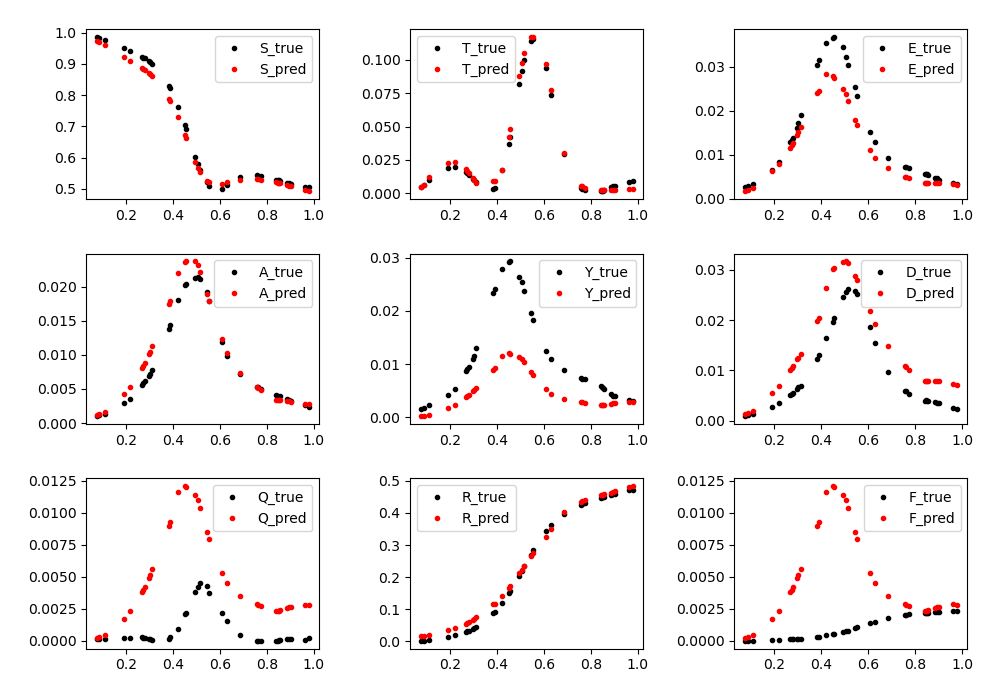 1.0
0.9
0.8
0.7
0.6
0.5
S_true
S_pred
0.2 0.4 0.6 0.8 1.0
0.100
0.075
0.050
0.025
0.000
T_true
T_pred
0.2 0.4 0.6 0.8 1.0
0.03
0.02
0.01
0.00
E_true
E_pred
0.2 0.4 0.6 0.8 1.0
0.020
0.015
0.010
0.005
0.000
A_true
A_pred
0.2 0.4 0.6 0.8 1.0
0.03
0.02
0.01
0.00
Y_true
Y_pred
0.2 0.4 0.6 0.8 1.0
0.03
0.02
0.01
0.00
D_true
D_pred
0.2 0.4 0.6 0.8 1.0
0.0125
0.0100
0.0075
0.0050
0.0025
0.0000
Q_true
Q_pred
0.2 0.4 0.6 0.8 1.0
0.5
0.4
0.3
0.2
0.1
0.0
R_true
R_pred
0.2 0.4 0.6 0.8 1.0
0.0125
0.0100
0.0075
0.0050
0.0025
0.0000
F_true
F_pred
0.2 0.4 0.6 0.8 1.0